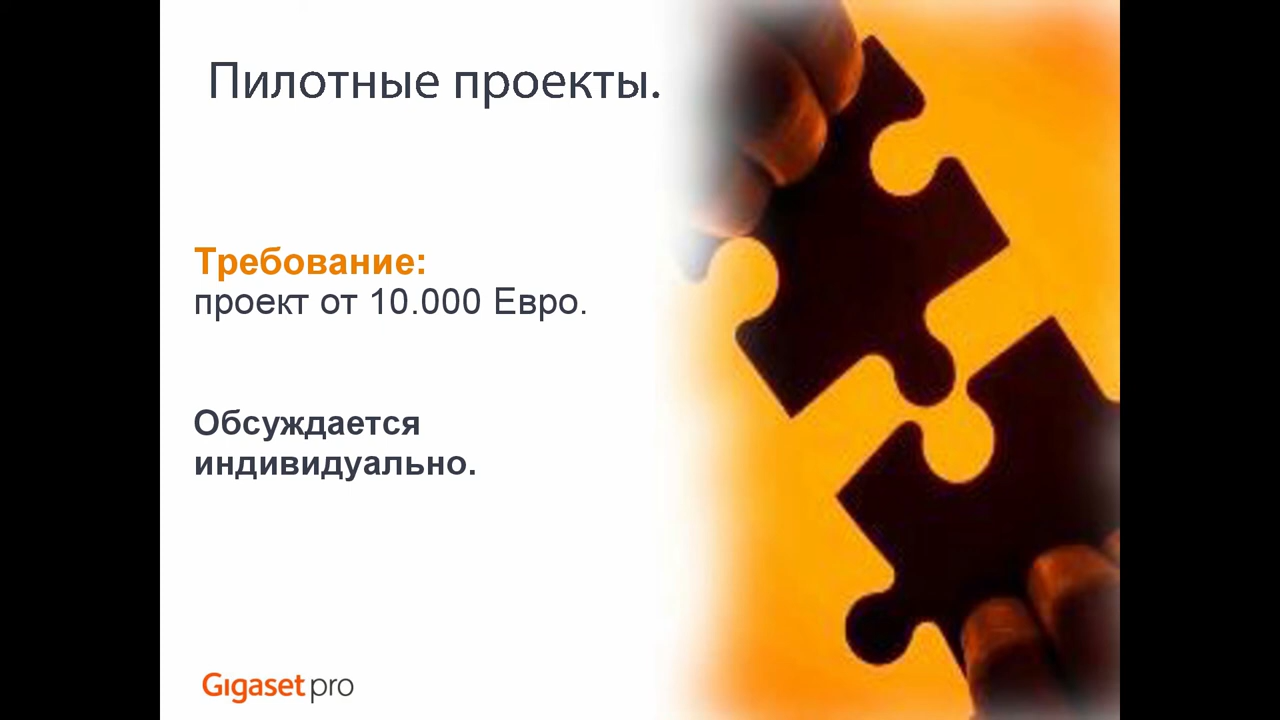 Пилотные проекты.
Требование:
проект от 10.000 Евро.
Обсуждается
индивидуально.
Gigaset pro